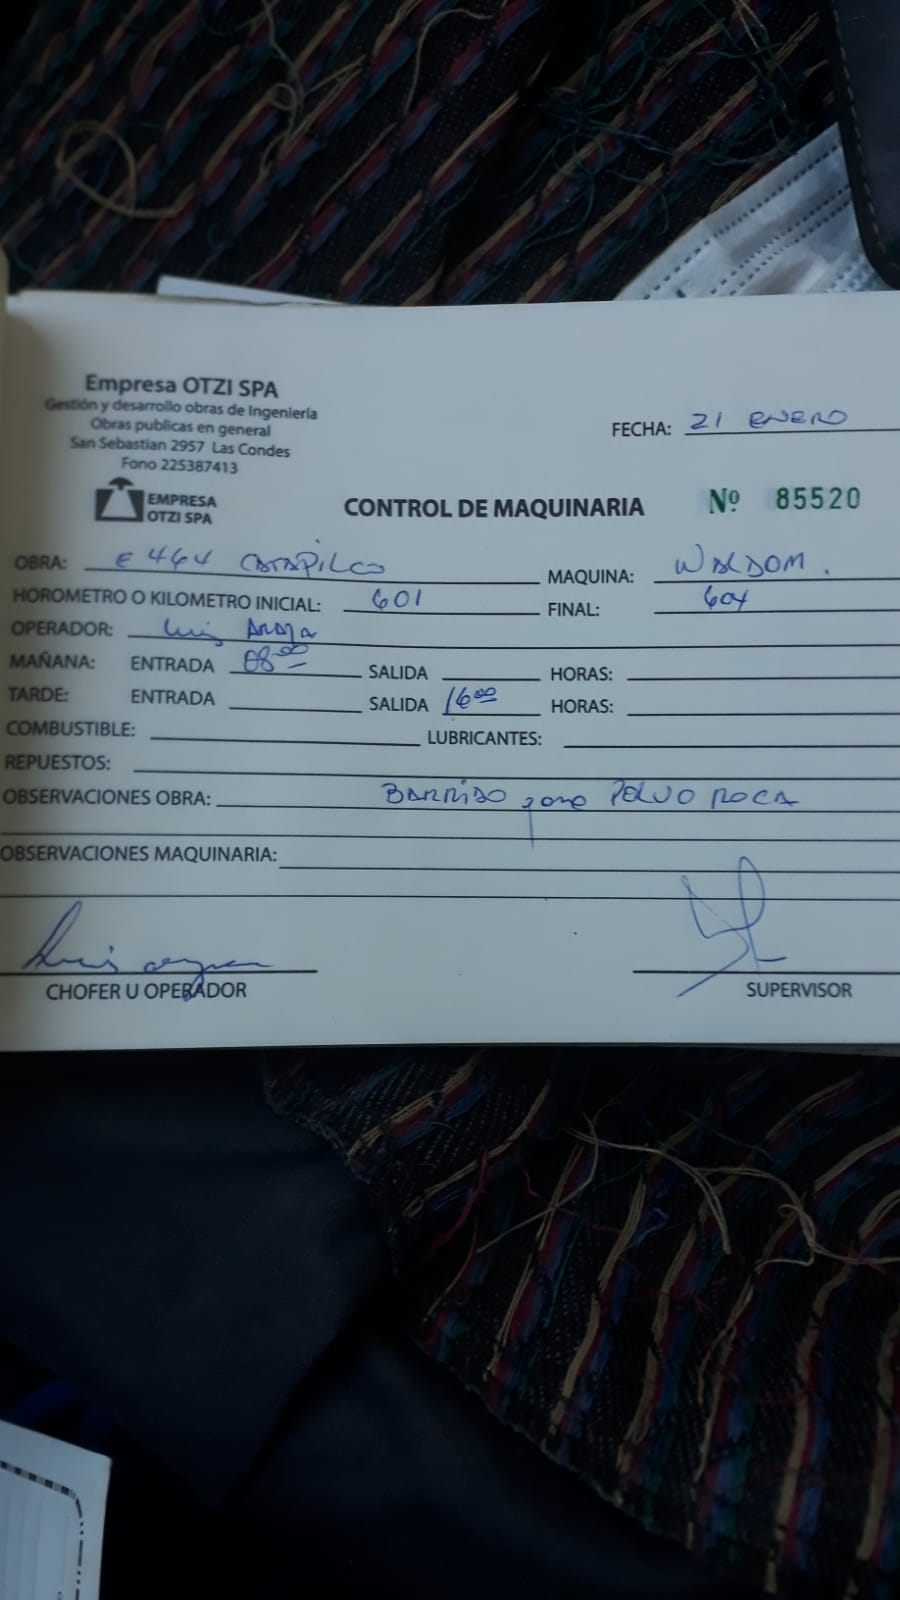 Empresa OTZI SPA
Gestión y desarrollo obras de Ingeniería
Obras publicas en general
San Sebastian 2957 Las Condes
Fono 225387413
FECHA: 21 ENERO
EMPRESA
OTZI SPA
CONTROL DE MAQUINARIA Nº 85520
OBRA: E 464 CATAPILCO MAQUINA: WALDOM.
HOROMETRO O KILOMETRO INICIAL: 601 FINAL: 604
OPERADOR: Luis Araya
MAÑANA: ENTRADA 08:00 SALIDA HORAS:
TARDE: ENTRADA SALIDA 16:00 HORAS:
COMBUSTIBLE: LUBRICANTES:
REPUESTOS:
OBSERVACIONES OBRA: BARRIDO para POLVO ROCA
OBSERVACIONES MAQUINARIA:
Luis araya
CHOFER U OPERADOR SUPERVISOR